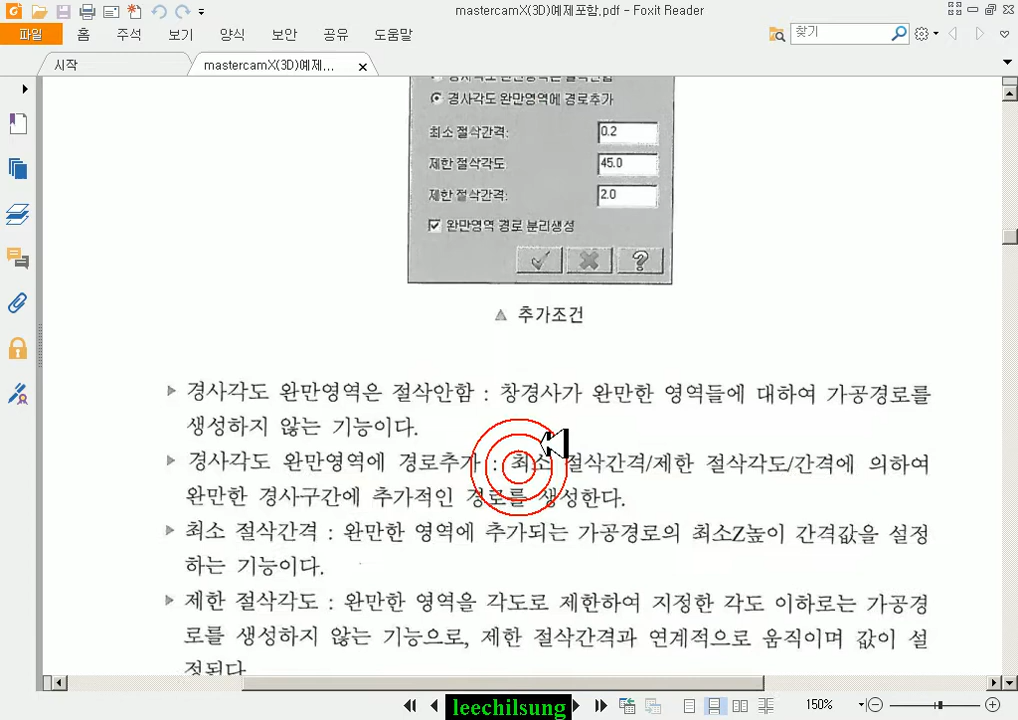 mastercamX(3D)예제포함.pdf - Foxit Reader
파일 홈 주석 보기 양식 보안 공유 도움말 찾기
시작 mastercamX(3D)예제...
경사각도 완만영역에 경로추가
최소 절삭간격: 0.2
제한 절삭각도 45.0
제한 절삭간격: 2.0
완만영역 경로 분리생성
▲ 추가조건
경사각도 완만영역은 절삭안함 : 창경사가 완만한 영역들에 대하여 가공경로를
생성하지 않는 기능이다.
경사각도 완만영역에 경로추가 : 최소 절삭간격/제한 절삭각도/간격에 의하여
완만한 경사구간에 추가적인 경로를 생성한다.
최소 절삭간격 : 완만한 영역에 추가되는 가공경로의 최소Z높이 간격값을 설정
하는 기능이다.
제한 절삭각도 : 완만한 영역을 각도로 제한하여 지정한 각도 이하로는 가공경
로를 생성하지 않는 기능으로, 제한 절삭간격과 연계적으로 움직이며 값이 설
정된다
leechilsung
150%